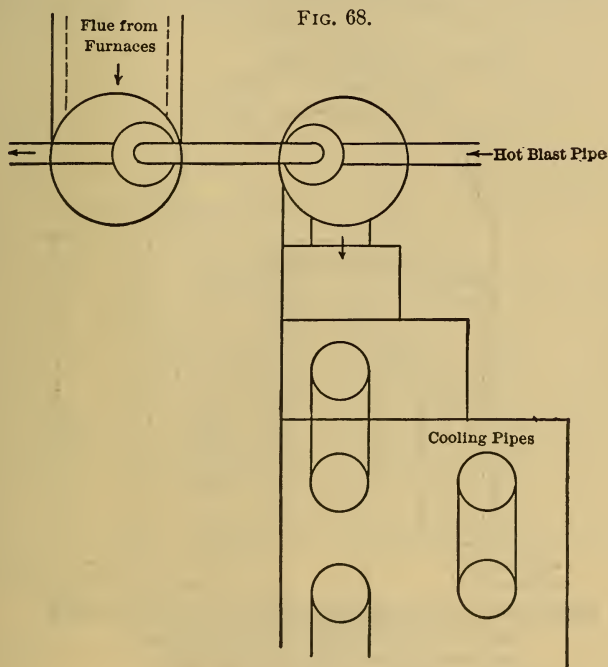 FIG. 68.
Flue from
Furnaces
Hot Blast Pipe
Cooling Pipes